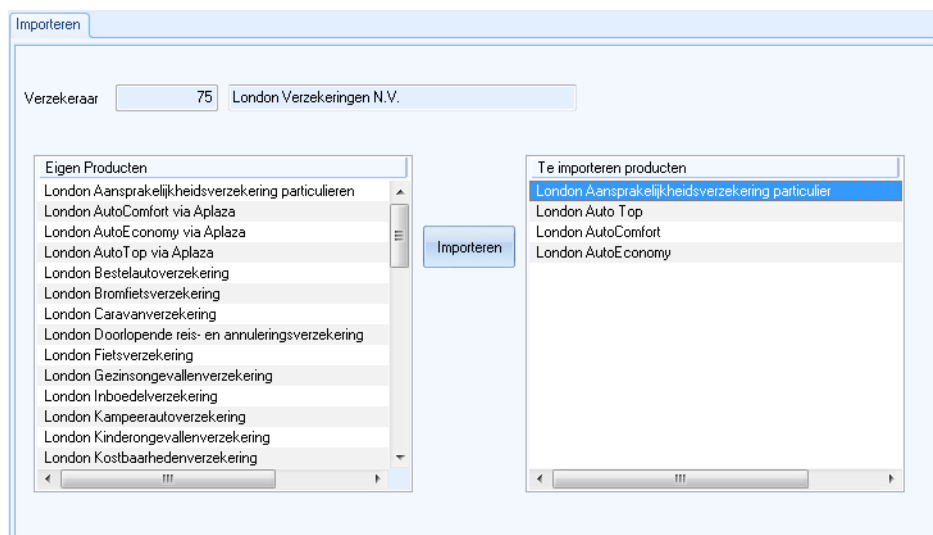 Importeren
Verzekeraar 75 London Verzekeringen N.V.
Eigen Producten
London Aansprakelijkheidsverzekering particulieren
London AutoComfort via Aplaza
London AutoEconomy via Aplaza
London AutoTop via Aplaza
London Bestelautoverzekering
London Bromfietsverzekering
London Caravanverzekering
London Doorlopende reis- en annuleringsverzekering
London Fietsverzekering
London Gezinsongevallenverzekering
London Inboedelverzekering
London Kampeerautoverzekering
London Kinderongevallenverzekering
London Kostbaarhedenverzekering
Importeren
Te importeren producten
London Aansprakelijkheidsverzekering particulier
London Auto Top
London AutoComfort
London AutoEconomy